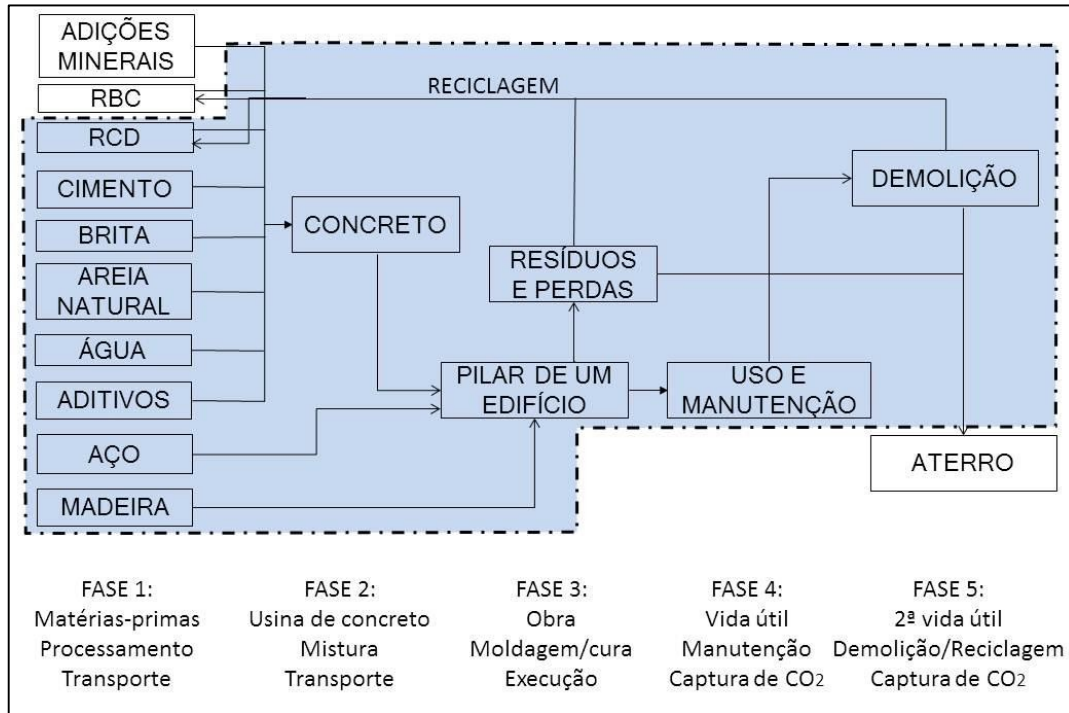 ADIÇÕES
MINERAIS
RBC
RECICLAGEM
RCD
CIMENTO
BRITA
AREIA
NATURAL
ÁGUA
ADITIVOS
AÇO
MADEIRA
CONCRETO
RESÍDUOS
E PERDAS
PILAR DE UM
EDIFÍCIO
USO E
MANUTENÇÃO
DEMOLIÇÃO
ATERRO
FASE 1:
Matérias-primas
Processamento
Transporte
FASE 2:
Usina de concreto
Mistura
Transporte
FASE 3:
Obra
Moldagem/cura
Execução
FASE 4:
Vida útil
Manutenção
Captura de CO2
FASE 5:
2ª vida útil
Demolição/Reciclagem
Captura de CO2